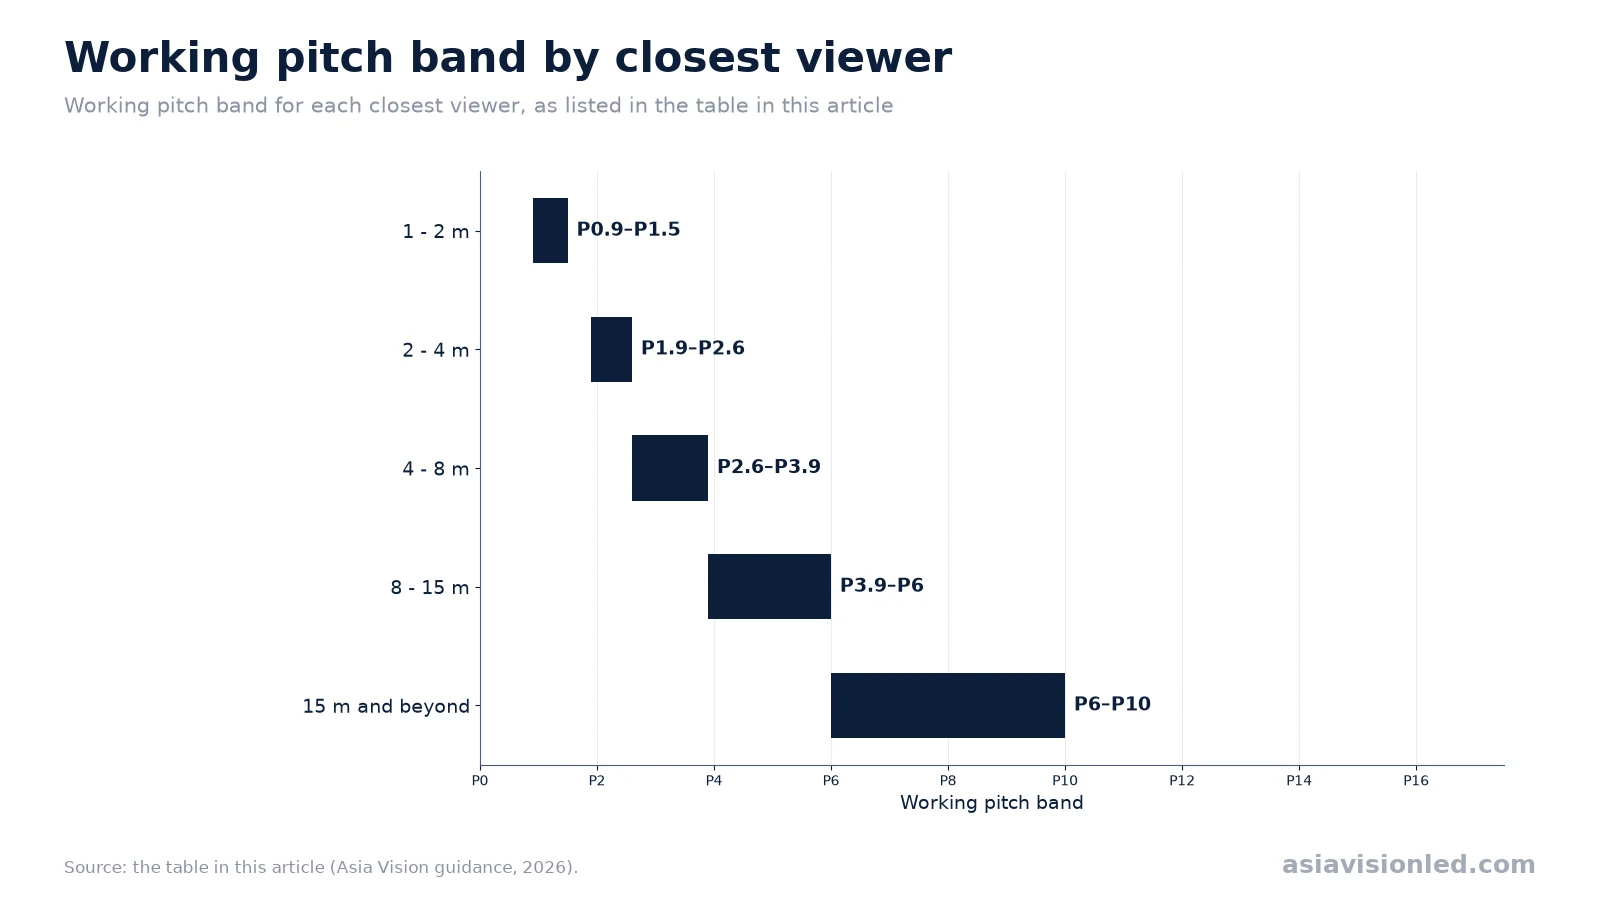 Working pitch band by closest viewer
Working pitch band for each closest viewer, as listed in the table in this article
1 - 2 m
P0.9–P1.5
2 - 4 m
P1.9–P2.6
4 - 8 m
P2.6–P3.9
8 - 15 m
P3.9–P6
15 m and beyond
P6–P10
P0 P2 P4 P6 P8 P10 P12 P14 P16
Working pitch band
Source: the table in this article (Asia Vision guidance, 2026).
asiavisionled.com